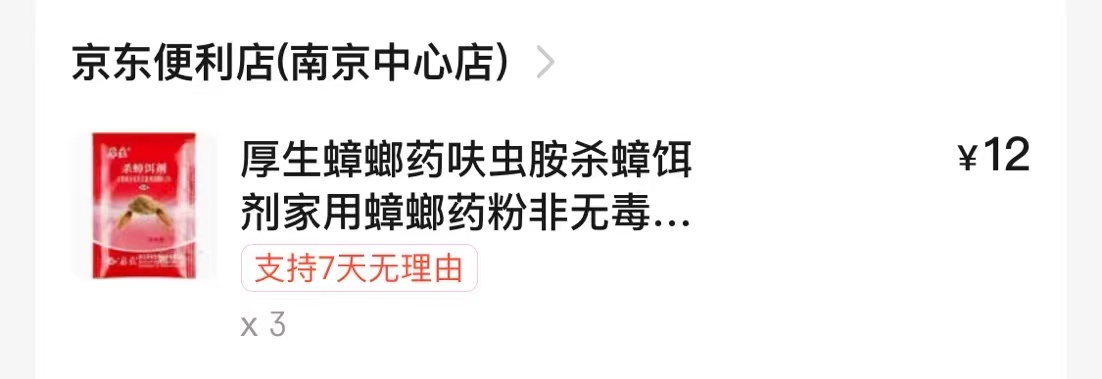 京东便利店(南京中心店)
厚生蟑螂药呋虫胺杀蟑饵
¥12
剂家用蟑螂药粉非无毒...
支持7天无理由
x 3
杀蟑饵剂